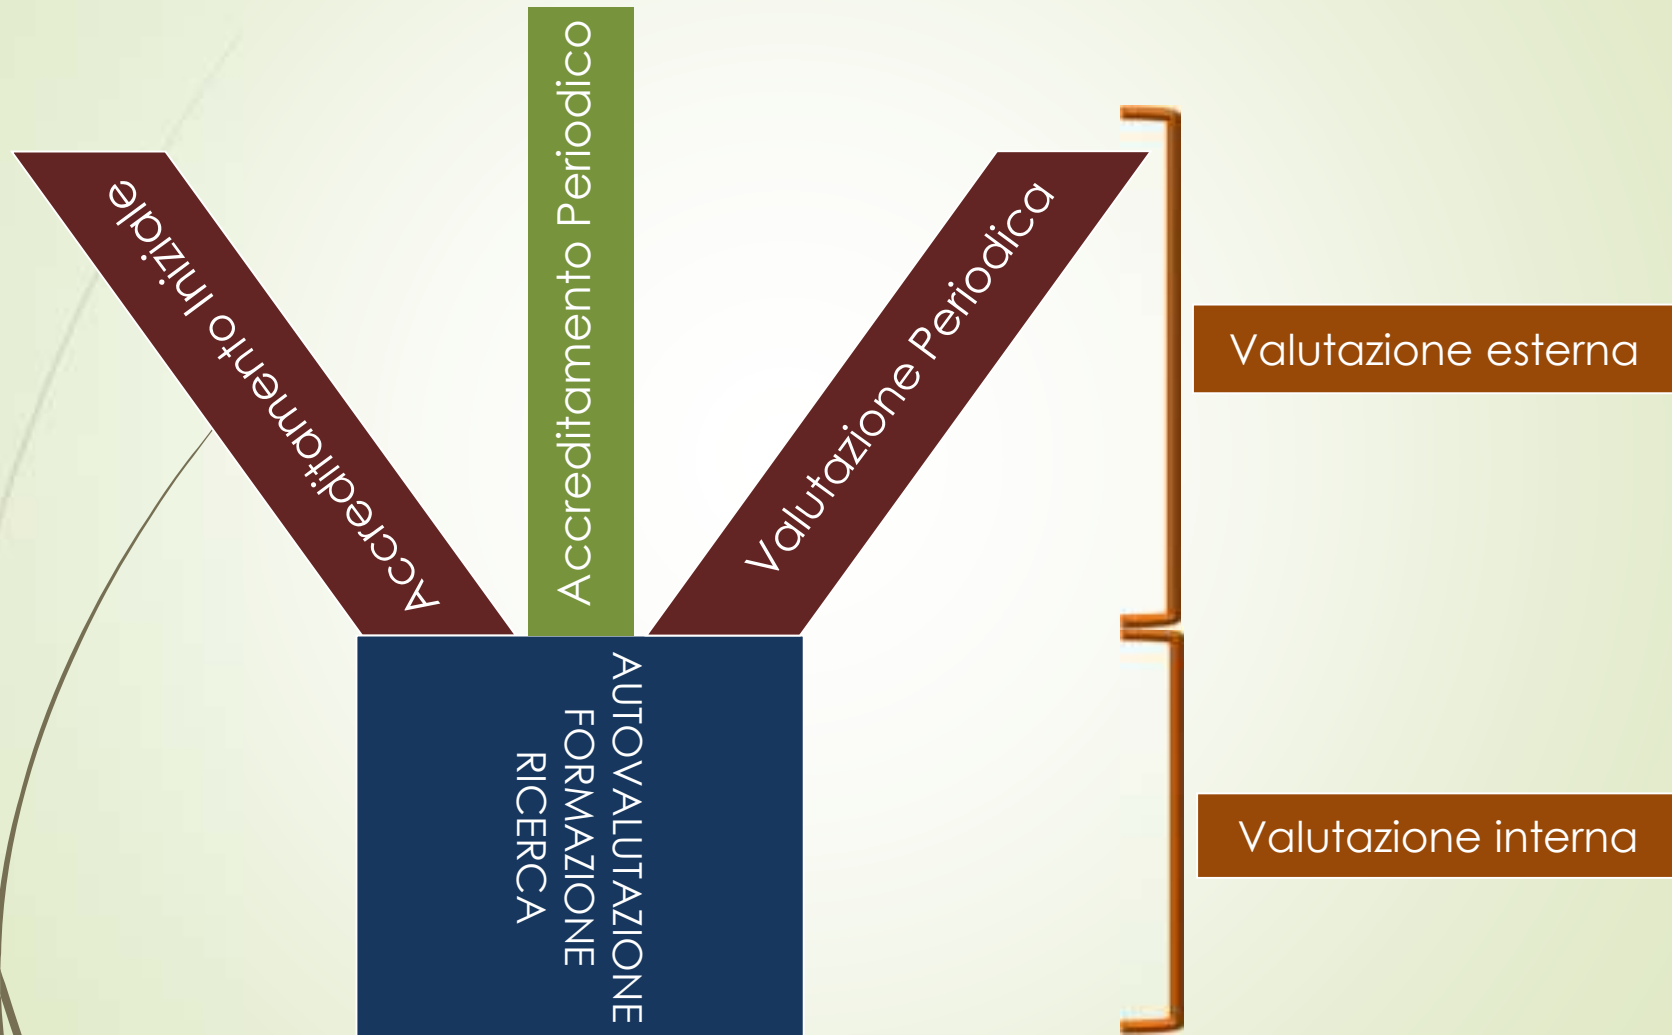 Accreditamento Iniziale
Accreditamento Periodico
Valutazione Periodica
Valutazione esterna
AUTOVALUTAZIONE
FORMAZIONE
RICERCA
Valutazione interna